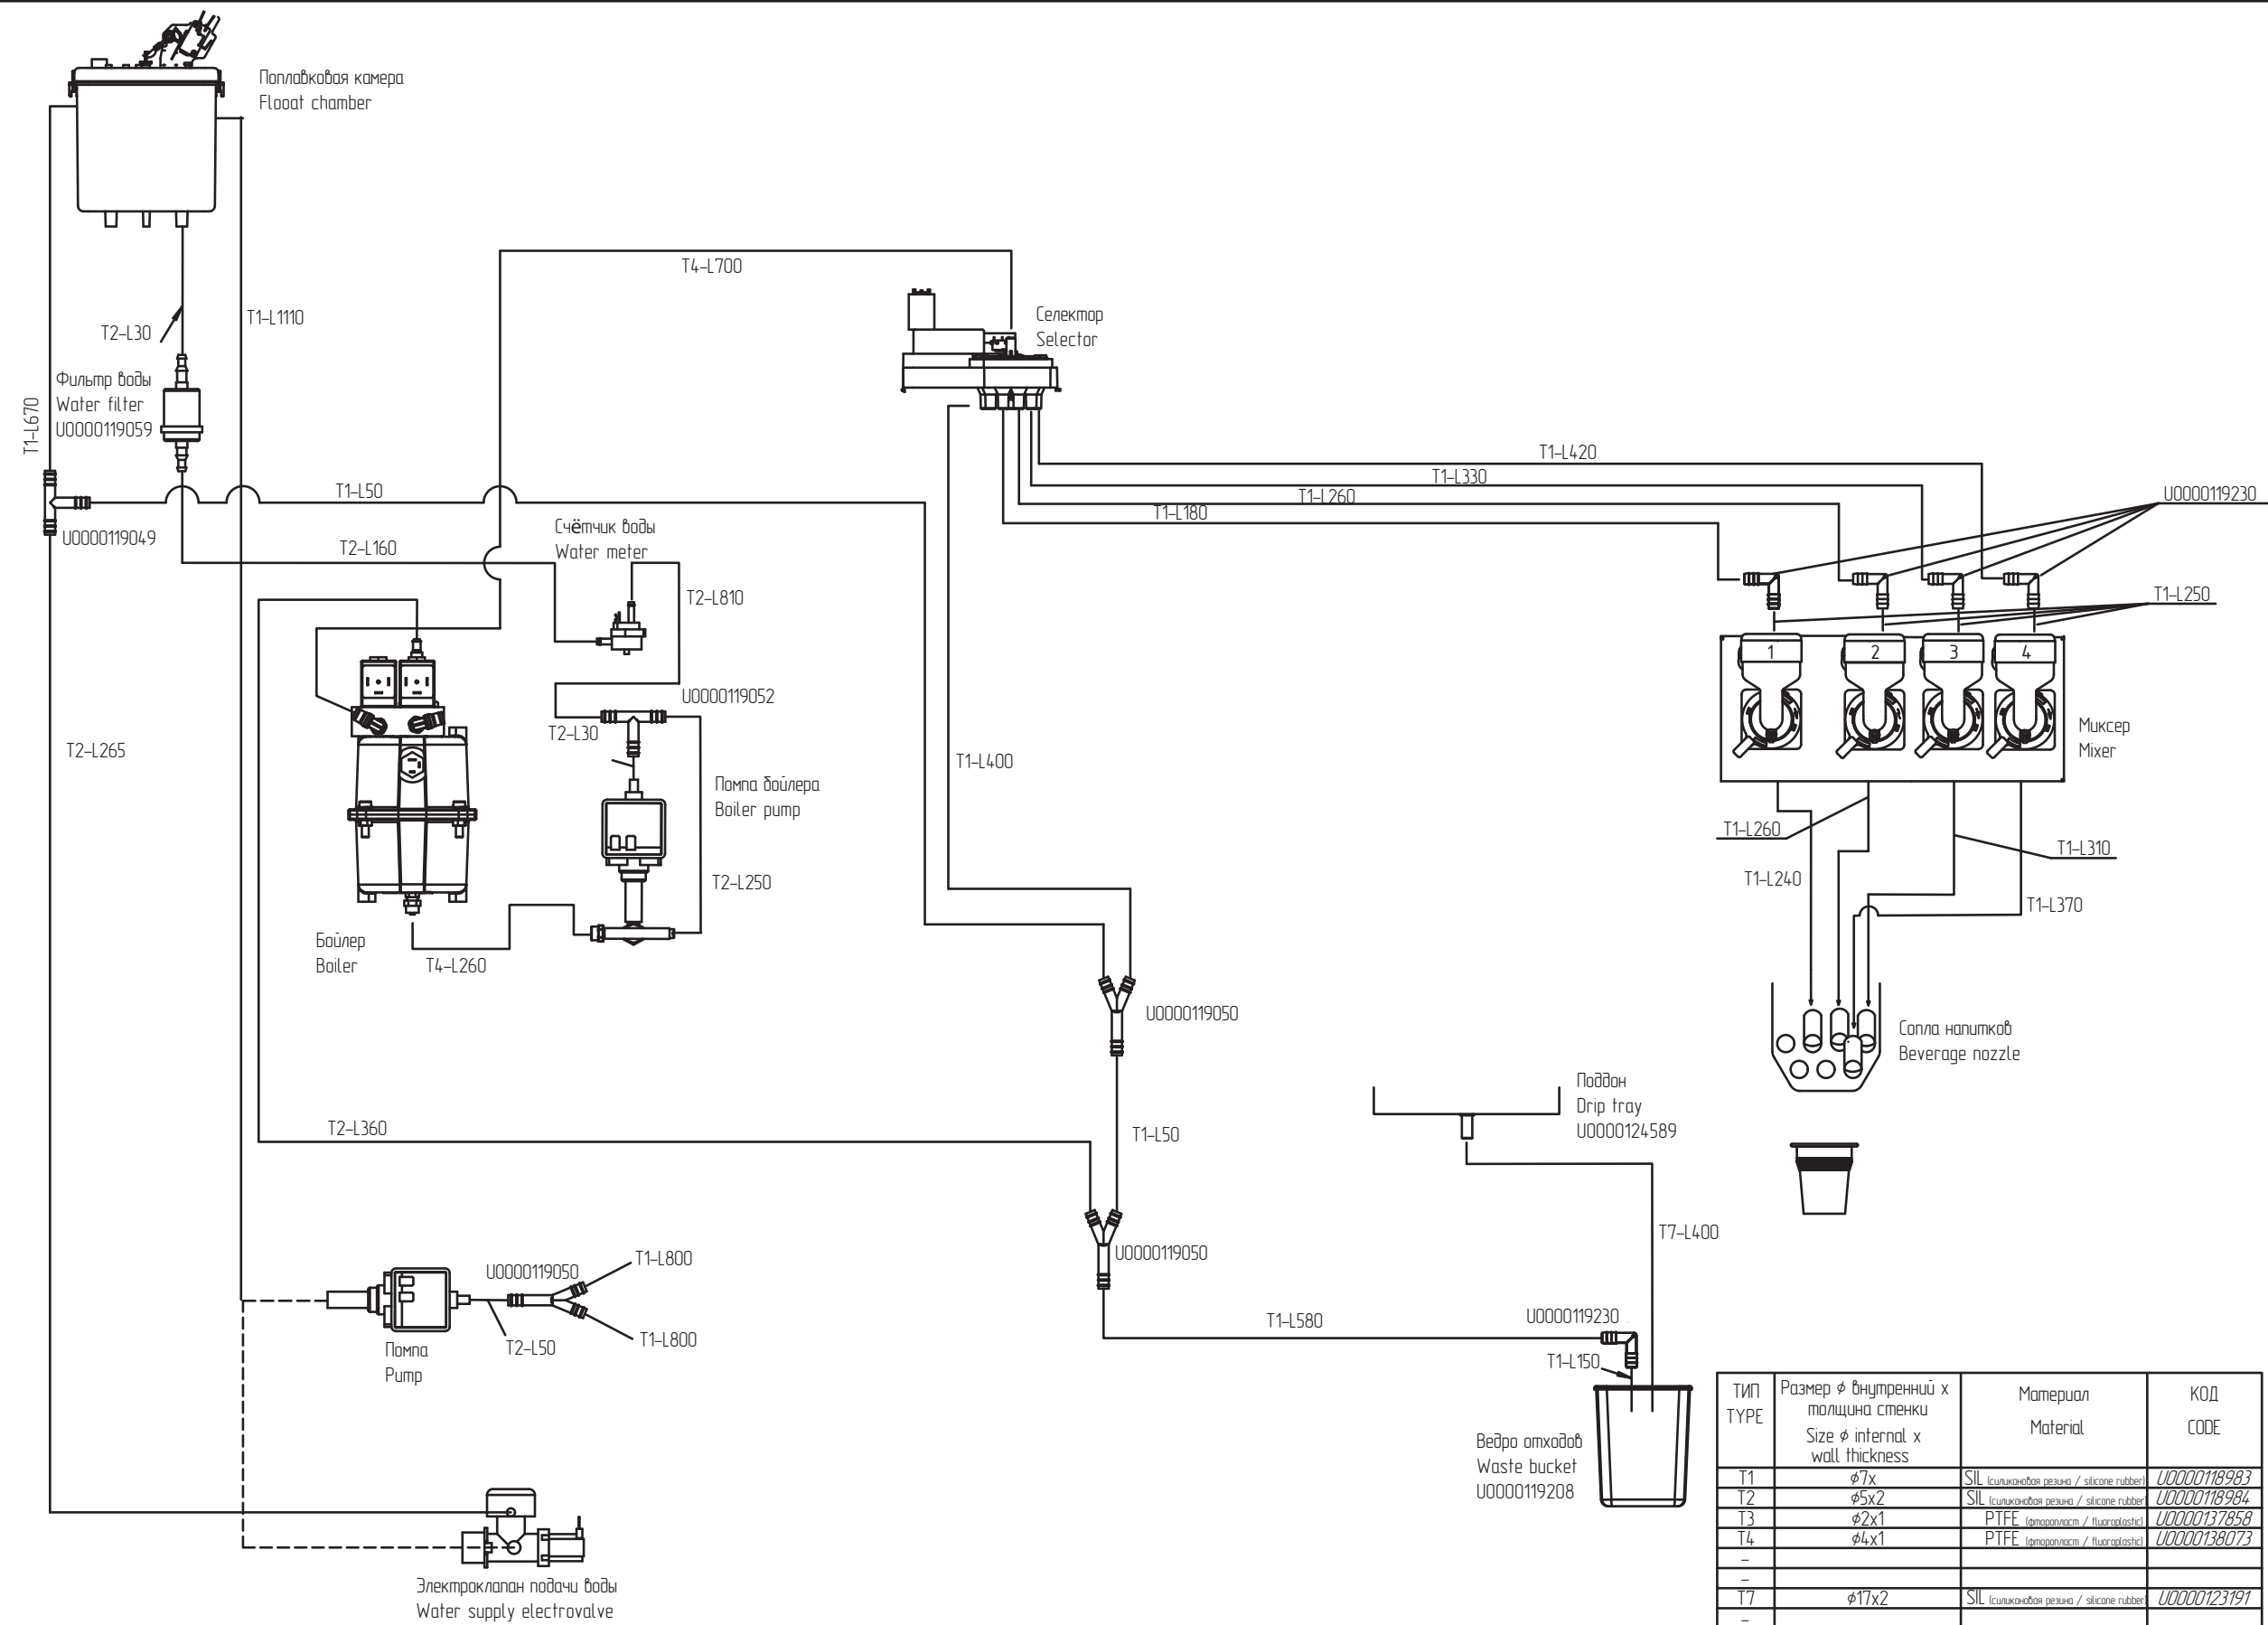 Поплавковая камера
Flooat chamber
T4-L700
Селектор
Selector
T2-L30
T1-L1110
Фильтр воды
Water filter
U0000119059
T1-L670
T1-L50
U0000119049
T2-L160
Счётчик воды
Water meter
T2-L810
T1-L420
T1-L330
T1-L260
T1-L180
U0000119230
T1-L250
1
2
3
4
Миксер
Mixer
U0000119052
T2-L30
T2-L265
T1-L400
Помпа бойлера
Boiler pump
T2-L250
Бойлер
Boiler
T4-L260
T1-L260
T1-L310
T1-L240
T1-L370
U0000119050
Сопла напитков
Beverage nozzle
Поддон
Drip tray
U0000124589
T2-L360
T1-L50
T7-L400
U0000119050
U0000119050
T1-L800
T1-L800
T2-L50
Помпа
Pump
T1-L580
U0000119230
T1-L150
Ведро отходов
Waste bucket
U0000119208
Электроклапан подачи воды
Water supply electrovalve
ТИП
TYPE
Размер ϕ внутренний x
толщина стенки
Size ϕ internal x
wall thickness
Материал
Material
КОД
CODE
T1 ϕ7x SIL (силиконовая резина / silicone rubber) U0000118983
T2 ϕ5x2 SIL (силиконовая резина / silicone rubber) U0000118984
T3 ϕ2x1 PTFE (фторопласт / fluoroplastic) U0000137858
T4 ϕ4x1 PTFE (фторопласт / fluoroplastic) U0000138073
-
-
T7 ϕ17x2 SIL (силиконовая резина / silicone rubber) U0000123191
-